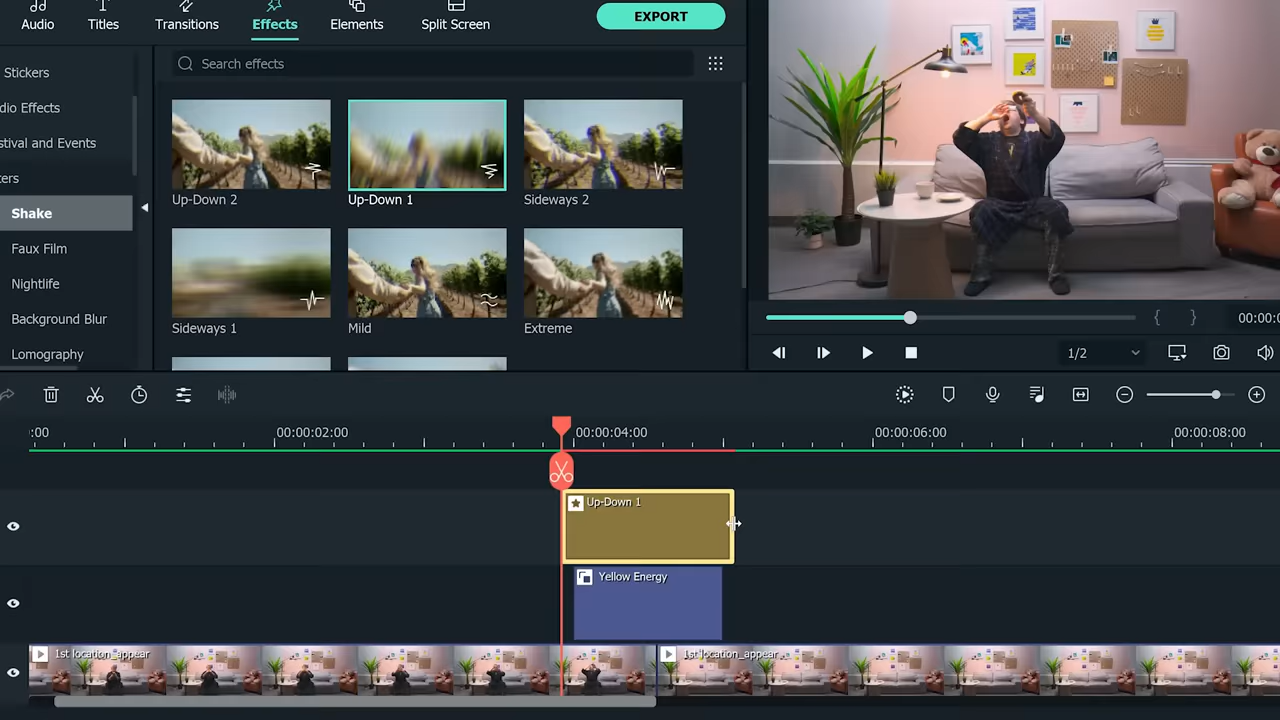 Audio
Titles
Transitions
Effects
Elements
Split Screen
EXPORT
Stickers
dio Effects
stival and Events
ers
Shake
Faux Film
Nightlife
Background Blur
Lomography
Search effects
Up-Down 2
Up-Down 1
Sideways 2
Sideways 1
Mild
Extreme
{ }
00:00:0
1/2
:00
00:00:02:00
00:00:04:00
00:00:06:00
00:00:08:00
Up-Down 1
Yellow Energy
1st location_appear
1st location_appear